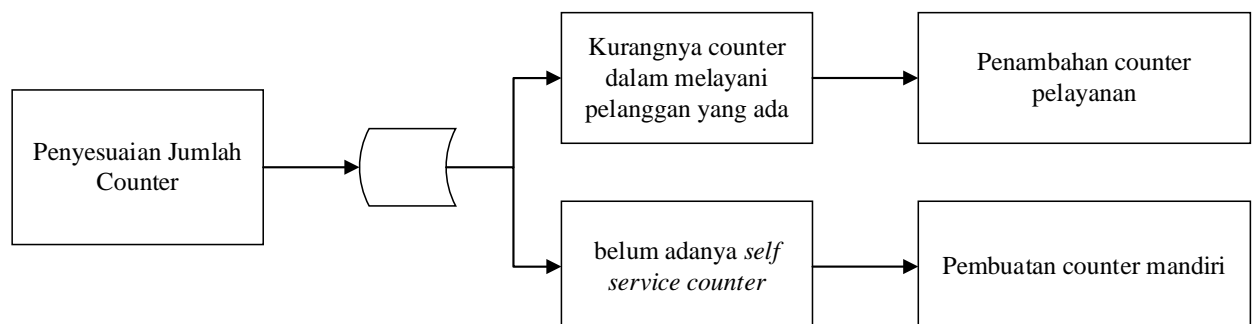 Penyesuaian Jumlah
Counter
Kurangnya counter
dalam melayani
pelanggan yang ada
Penambahan counter
pelayanan
belum adanya self
service counter
Pembuatan counter mandiri